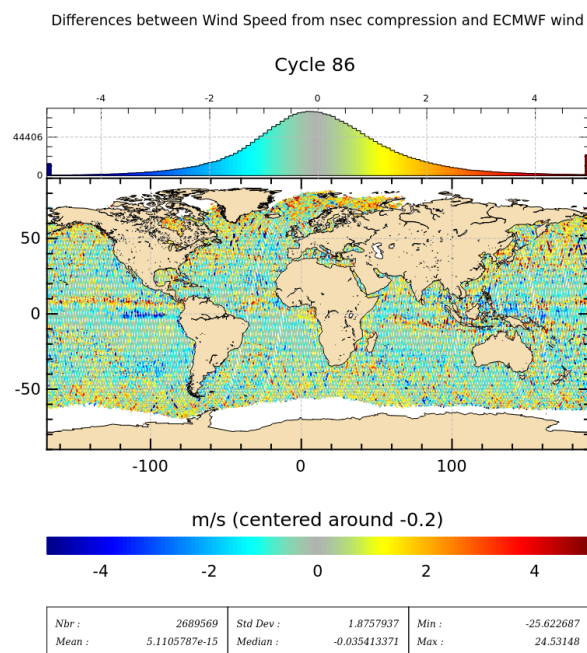 Differences between Wind Speed from nsec compression and ECMWF wind
Cycle 86
-4 -2 0 2 4
44406
0
50
0
-50
-100 0 100
m/s (centered around -0.2)
-4 -2 0 2 4
Nbr : 2689569 Std Dev : 1.8757937 Min : -25.622687
Mean : 5.1105787e-15 Median : -0.035413371 Max : 24.53148